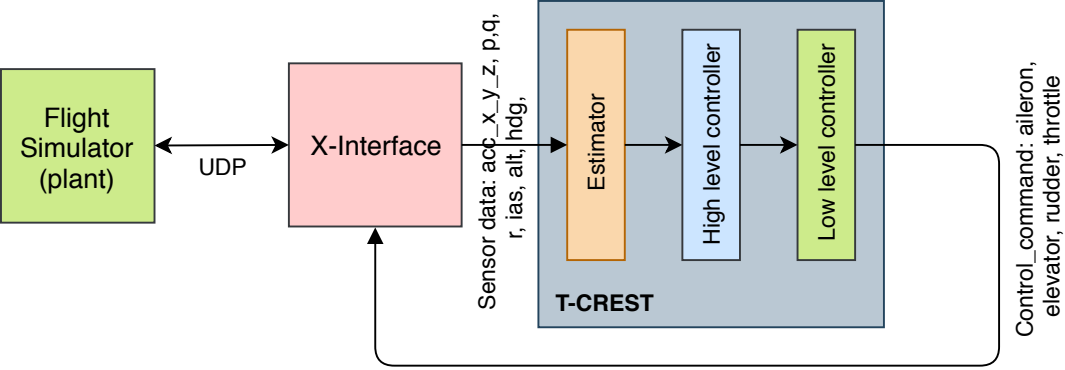 Flight
Simulator
(plant)
UDP
X-Interface
Sensor data: acc_x_y_z, p,q,
r, ias, alt, hdg,
Estimator
High level controller
Low level controller
T-CREST
Control_command: aileron,
elevator, rudder, throttle